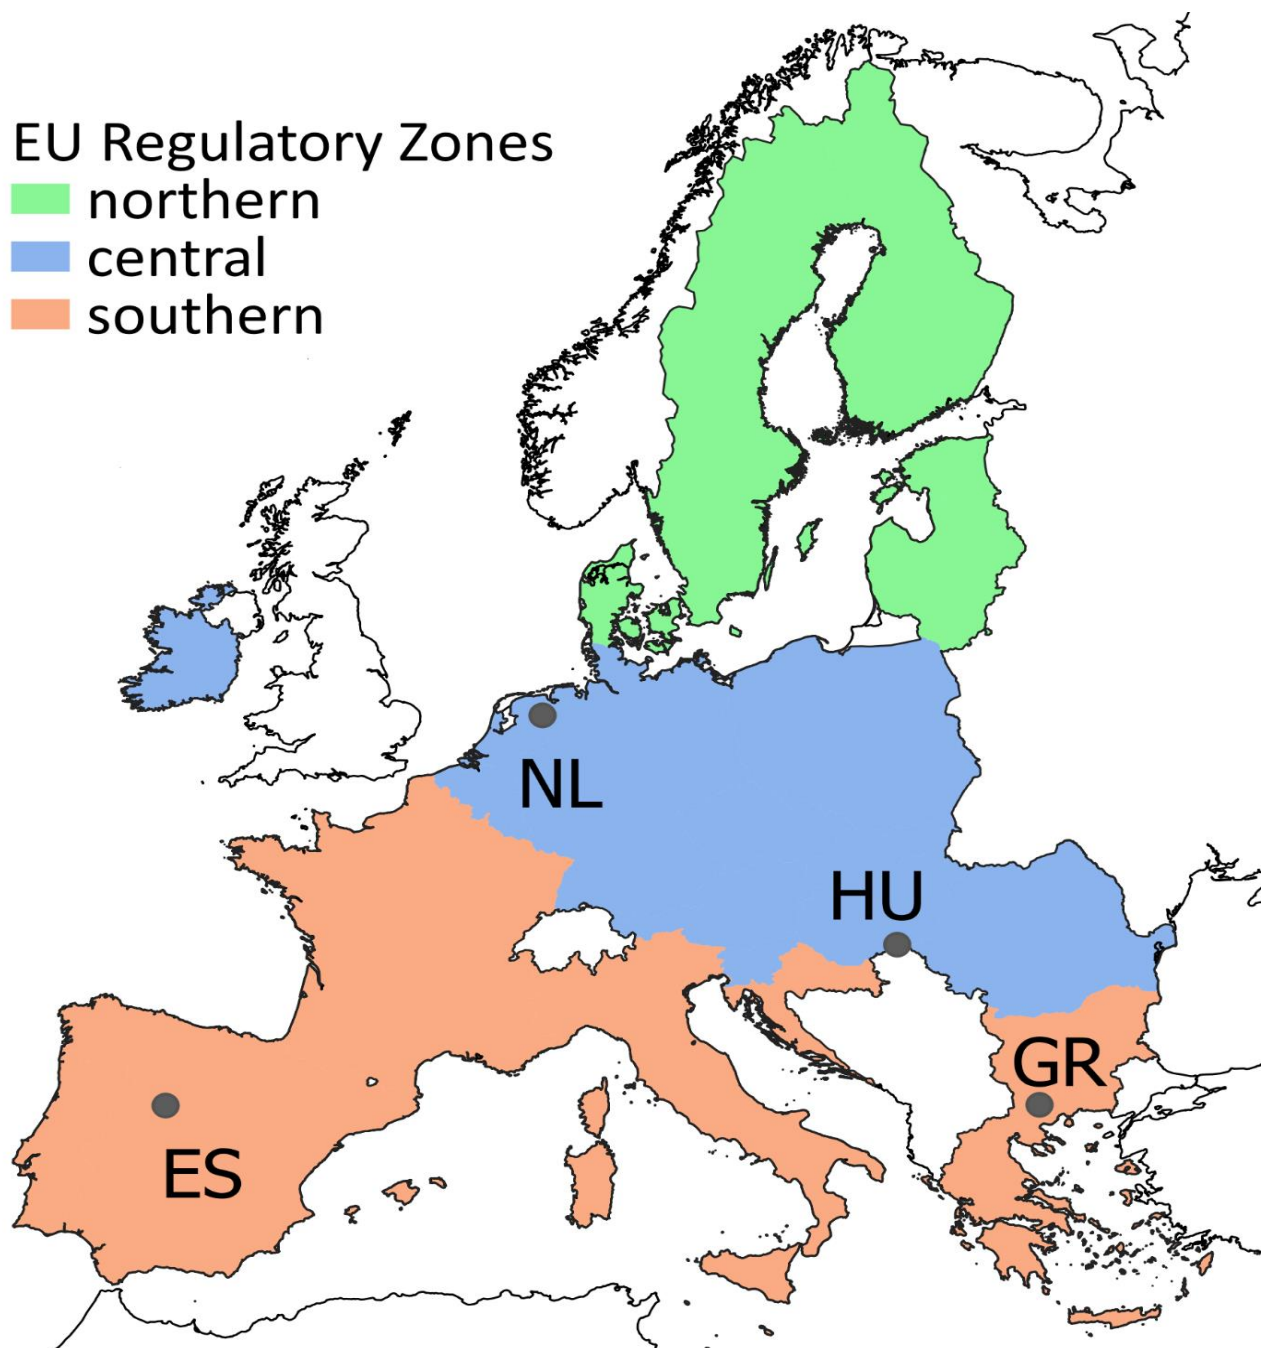 EU Regulatory Zones
northern
central
southern
NL
HU
GR
ES